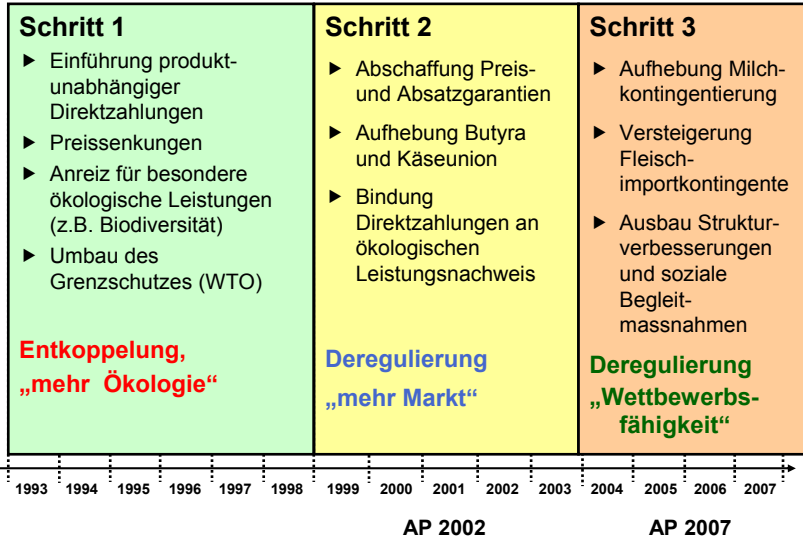 Schritt 1
▶ Einführung produkt-
unabhängiger
Direktzahlungen
▶ Preissenkungen
▶ Anreiz für besondere
ökologische Leistungen
(z.B. Biodiversität)
▶ Umbau des
Grenzschutzes (WTO)
Entkoppelung,
„mehr Ökologie“
Schritt 2
▶ Abschaffung Preis-
und Absatzgarantien
▶ Aufhebung Butyra
und Käseunion
▶ Bindung
Direktzahlungen an
ökologischen
Leistungsnachweis
Deregulierung
„mehr Markt“
Schritt 3
▶ Aufhebung Milch-
kontingentierung
▶ Versteigerung
Fleisch-
importkontingente
▶ Ausbau Struktur-
verbesserungen
und soziale
Begleit-
massnahmen
Deregulierung
„Wettbewerbs-
fähigkeit“
1993 1994 1995 1996 1997 1998 1999 2000 2001 2002 2003 2004 2005 2006 2007
AP 2002 AP 2007